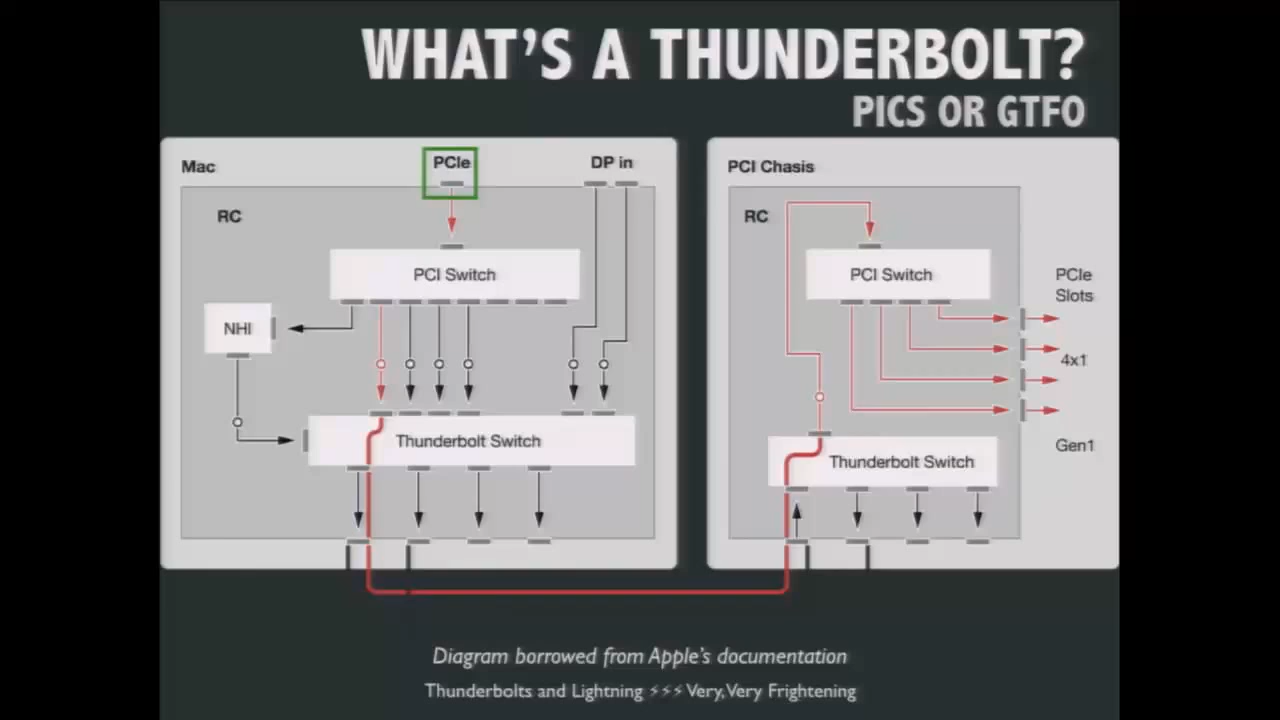 WHAT'S A THUNDERBOLT?
PICS OR GTFO
Mac
PCIe
DP in
RC
PCI Switch
NHI
Thunderbolt Switch
PCI Chasis
RC
PCI Switch
PCIe
Slots
4x1
Gen1
Thunderbolt Switch
Diagram borrowed from Apple's documentation
Thunderbolts and Lightning ⚡⚡⚡ Very, Very Frightening